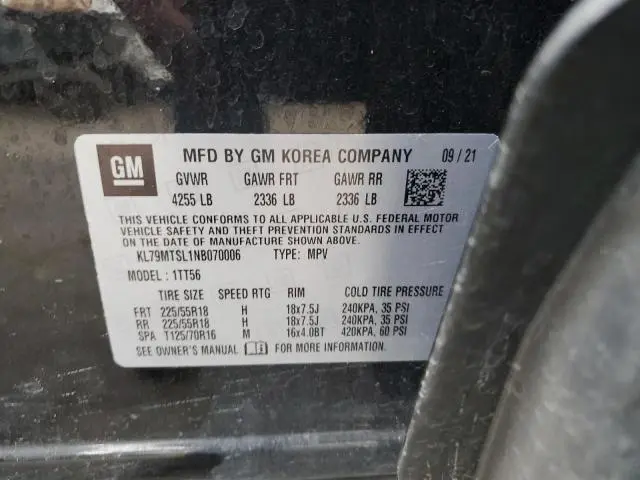 GM MFD BY GM KOREA COMPANY 09/21
GVWR GAWR FRT GAWR RR
4255 LB 2336 LB 2336 LB
THIS VEHICLE CONFORMS TO ALL APPLICABLE U.S. FEDERAL MOTOR
VEHICLE SAFETY AND THEFT PREVENTION STANDARDS IN EFFECT
ON THE DATE OF MANUFACTURE SHOWN ABOVE.
KL79MTSL1NB070006 TYPE: MPV
MODEL: 1TT56
TIRE SIZE SPEED RTG RIM COLD TIRE PRESSURE
FRT 225/55R18 H 18x7.5J 240KPA, 35 PSI
RR 225/55R18 H 18x7.5J 240KPA, 35 PSI
SPA T125/70R16 M 16x4.0BT 420KPA, 60 PSI
SEE OWNER'S MANUAL FOR MORE INFORMATION.